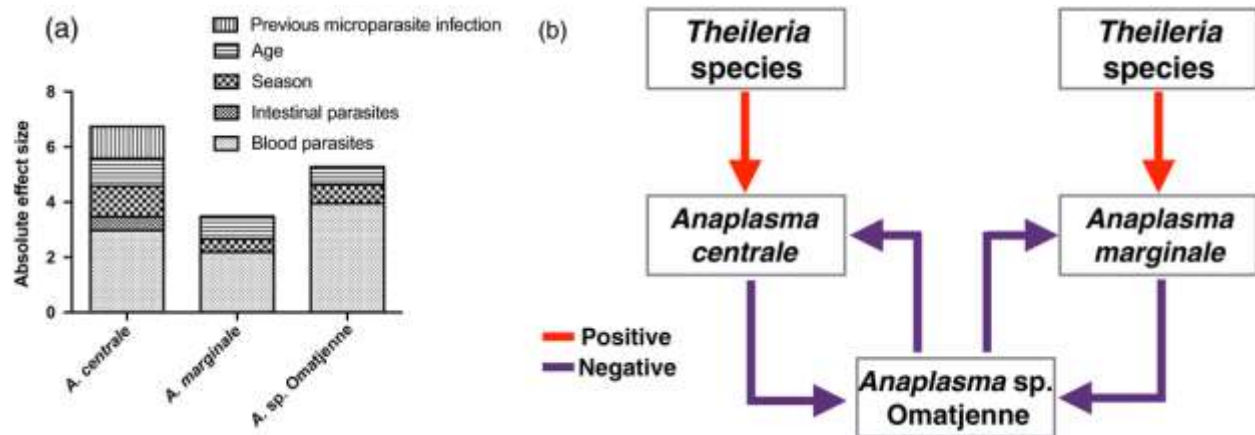 (a)
Previous microparasite infection
Age
Season
Intestinal parasites
Blood parasites
8
6
4
2
0
Absolute effect size
A. centrale
A. marginale
A. sp. Omatjenne
(b)
Theileria
species
Theileria
species
Anaplasma
centrale
Anaplasma
marginale
Positive
Negative
Anaplasma sp.
Omatjenne